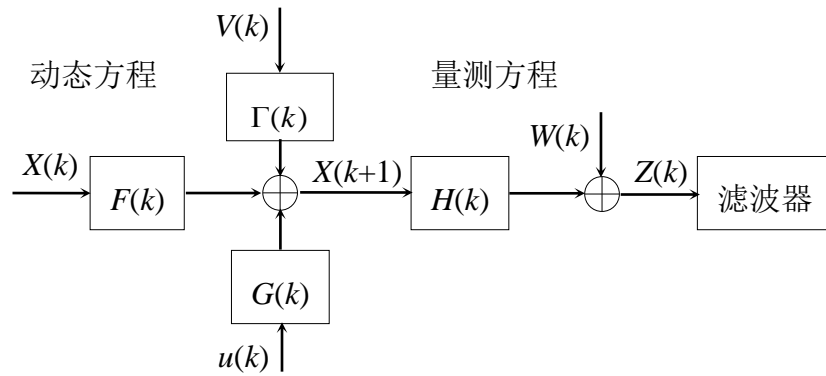 V(k)
动态方程
量测方程
Γ(k)
W(k)
X(k)
F(k)
X(k+1)
H(k)
Z(k)
滤波器
G(k)
u(k)